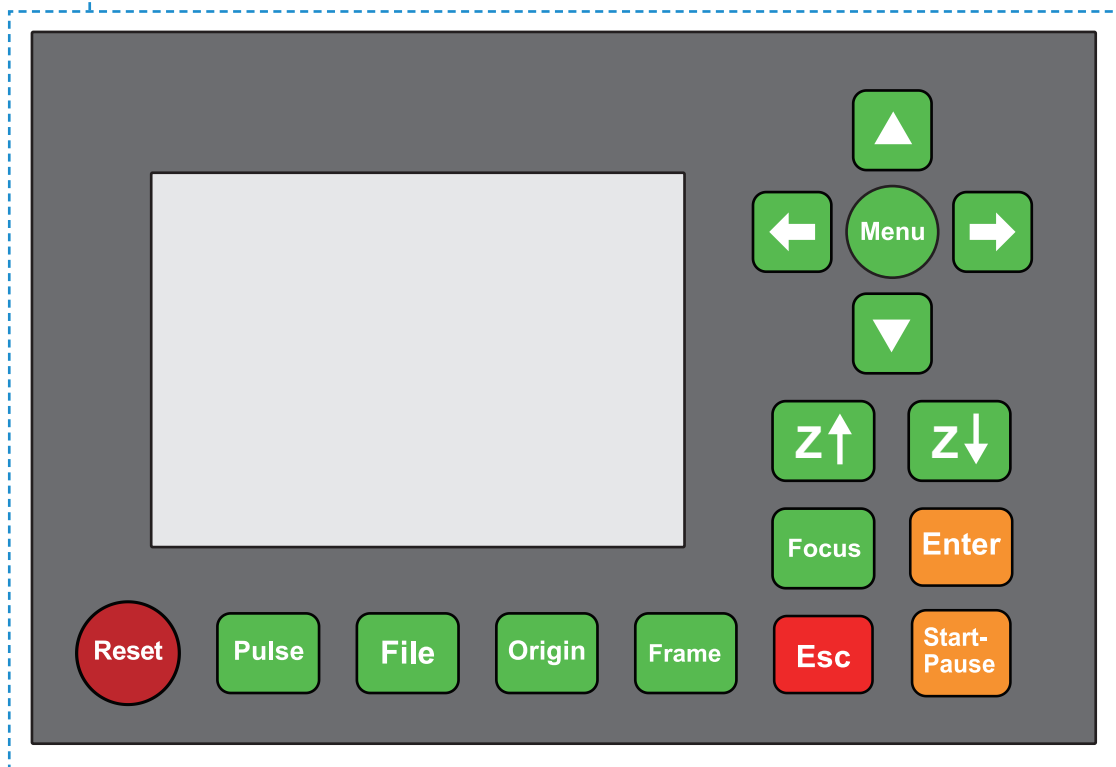 Menu
Z
Z
Focus
Enter
Reset
Pulse
File
Origin
Frame
Esc
Start-
Pause